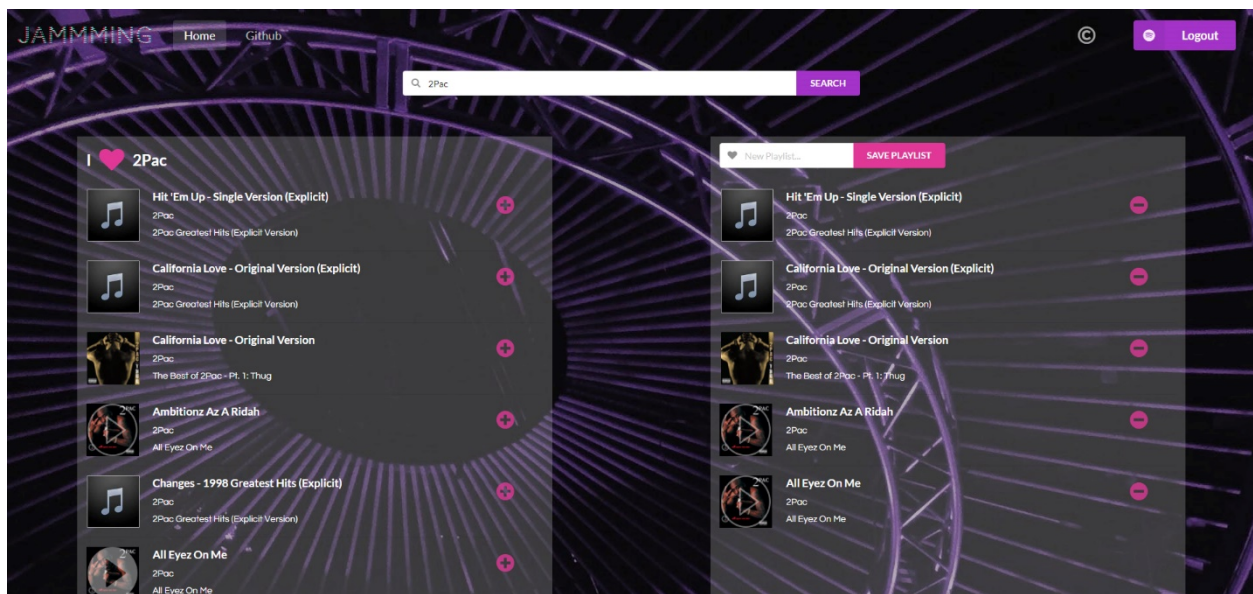 JAMMMING
Home
Github
©
Logout
2Pac
SEARCH
I 2Pac
Hit 'Em Up - Single Version (Explicit)
2Pac
2Pac Greatest Hits (Explicit Version)
California Love - Original Version (Explicit)
2Pac
2Pac Greatest Hits (Explicit Version)
California Love - Original Version
2Pac
The Best of 2Pac - Pt. 1: Thug
Ambitionz Az A Ridah
2Pac
All Eyez On Me
Changes - 1998 Greatest Hits (Explicit)
2Pac
2Pac Greatest Hits (Explicit Version)
All Eyez On Me
2Pac
All Eyez On Me
New Playlist...
SAVE PLAYLIST
Hit 'Em Up - Single Version (Explicit)
2Pac
2Pac Greatest Hits (Explicit Version)
California Love - Original Version (Explicit)
2Pac
2Pac Greatest Hits (Explicit Version)
California Love - Original Version
2Pac
The Best of 2Pac - Pt. 1: Thug
Ambitionz Az A Ridah
2Pac
All Eyez On Me
All Eyez On Me
2Pac
All Eyez On Me